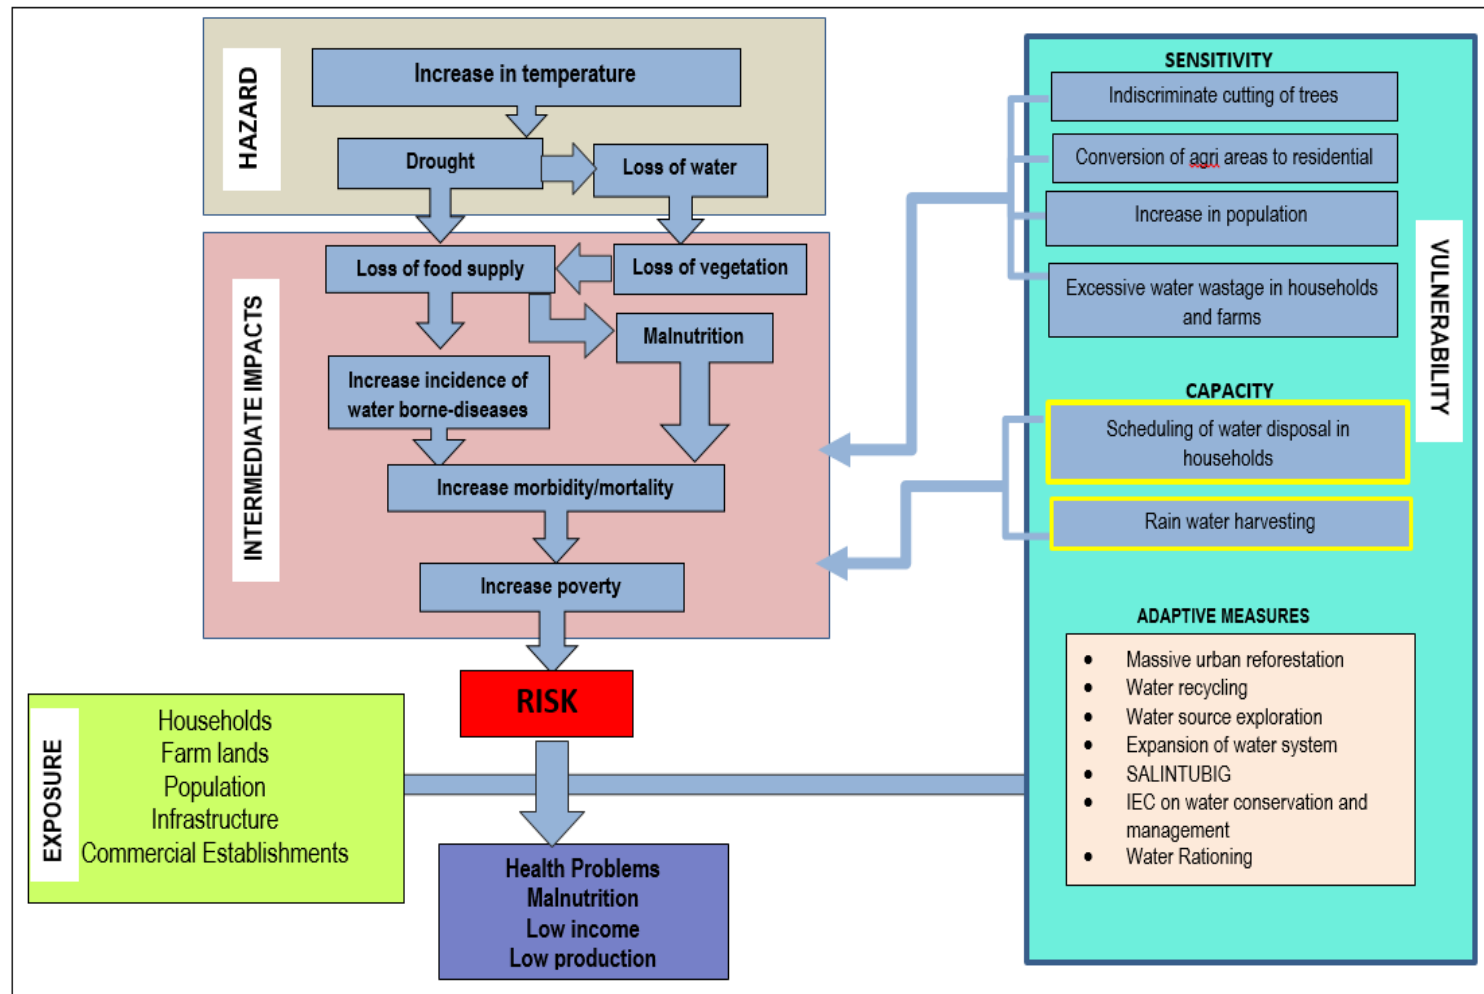 HAZARD
Increase in temperature
Drought
Loss of water
INTERMEDIATE IMPACTS
Loss of food supply
Loss of vegetation
Malnutrition
Increase incidence of
water borne-diseases
Increase morbidity/mortality
Increase poverty
RISK
EXPOSURE
Households
Farm lands
Population
Infrastructure
Commercial Establishments
Health Problems
Malnutrition
Low income
Low production
VULNERABILITY
SENSITIVITY
Indiscriminate cutting of trees
Conversion of agri areas to residential
Increase in population
Excessive water wastage in households
and farms
CAPACITY
Scheduling of water disposal in
households
Rain water harvesting
ADAPTIVE MEASURES
• Massive urban reforestation
• Water recycling
• Water source exploration
• Expansion of water system
• SALINTUBIG
• IEC on water conservation and
management
• Water Rationing